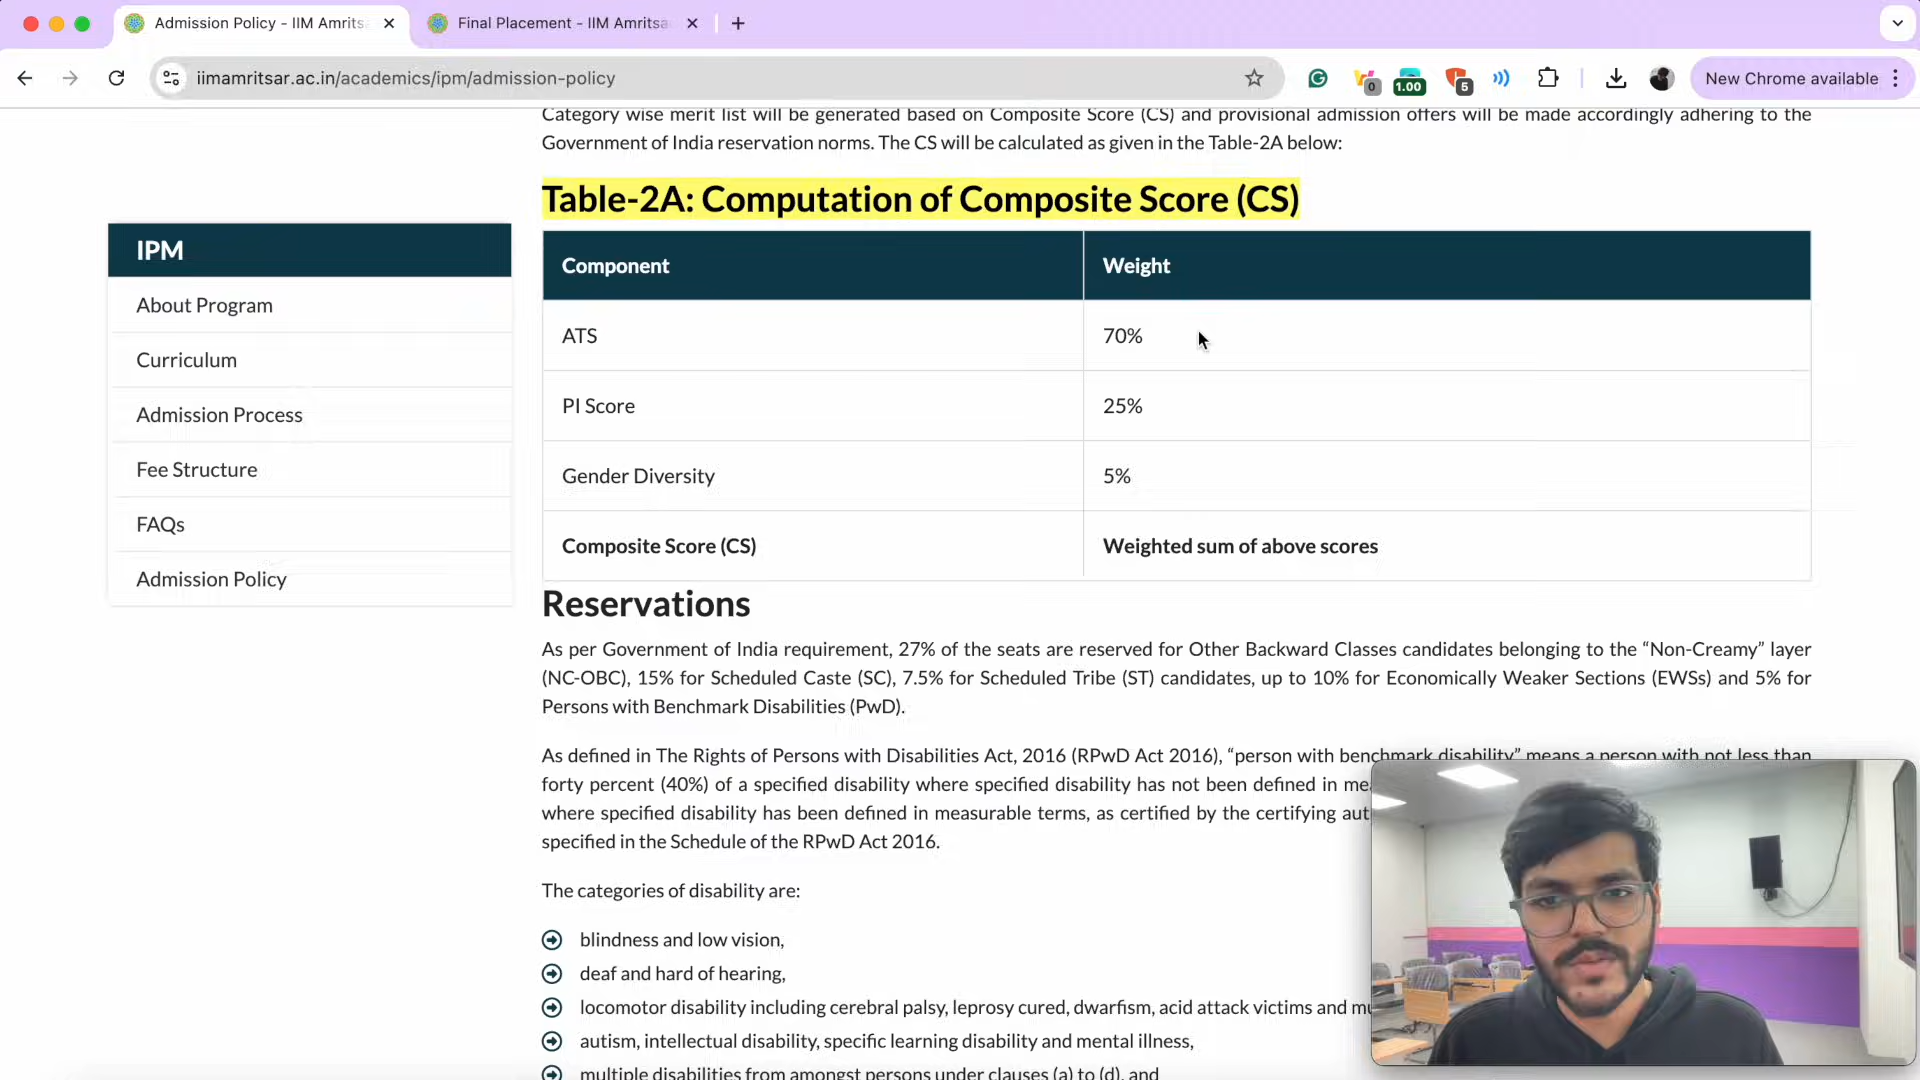 Admission Policy - IIM Amritsa
Final Placement - IIM Amritsa
iimamritsar.ac.in/academics/ipm/admission-policy
0
1.00
5
New Chrome available
Category wise merit list will be generated based on Composite Score (CS) and provisional admission offers will be made accordingly adhering to the
Government of India reservation norms. The CS will be calculated as given in the Table-2A below:
Table-2A: Computation of Composite Score (CS)
IPM
About Program
Curriculum
Admission Process
Fee Structure
FAQs
Admission Policy
Component Weight
ATS 70%
PI Score 25%
Gender Diversity 5%
Composite Score (CS) Weighted sum of above scores
Reservations
As per Government of India requirement, 27% of the seats are reserved for Other Backward Classes candidates belonging to the “Non-Creamy” layer
(NC-OBC), 15% for Scheduled Caste (SC), 7.5% for Scheduled Tribe (ST) candidates, up to 10% for Economically Weaker Sections (EWSs) and 5% for
Persons with Benchmark Disabilities (PwD).
As defined in The Rights of Persons with Disabilities Act, 2016 (RPwD Act 2016), “person with benchmark disability” means a person with not less than
forty percent (40%) of a specified disability where specified disability has not been defined in
where specified disability has been defined in measurable terms, as certified by the certifying
specified in the Schedule of the RPwD Act 2016.
The categories of disability are:
blindness and low vision,
deaf and hard of hearing,
locomotor disability including cerebral palsy, leprosy cured, dwarfism, acid attack victims and
autism, intellectual disability, specific learning disability and mental illness,
multiple disabilities from amongst persons under clauses (a) to (d), and